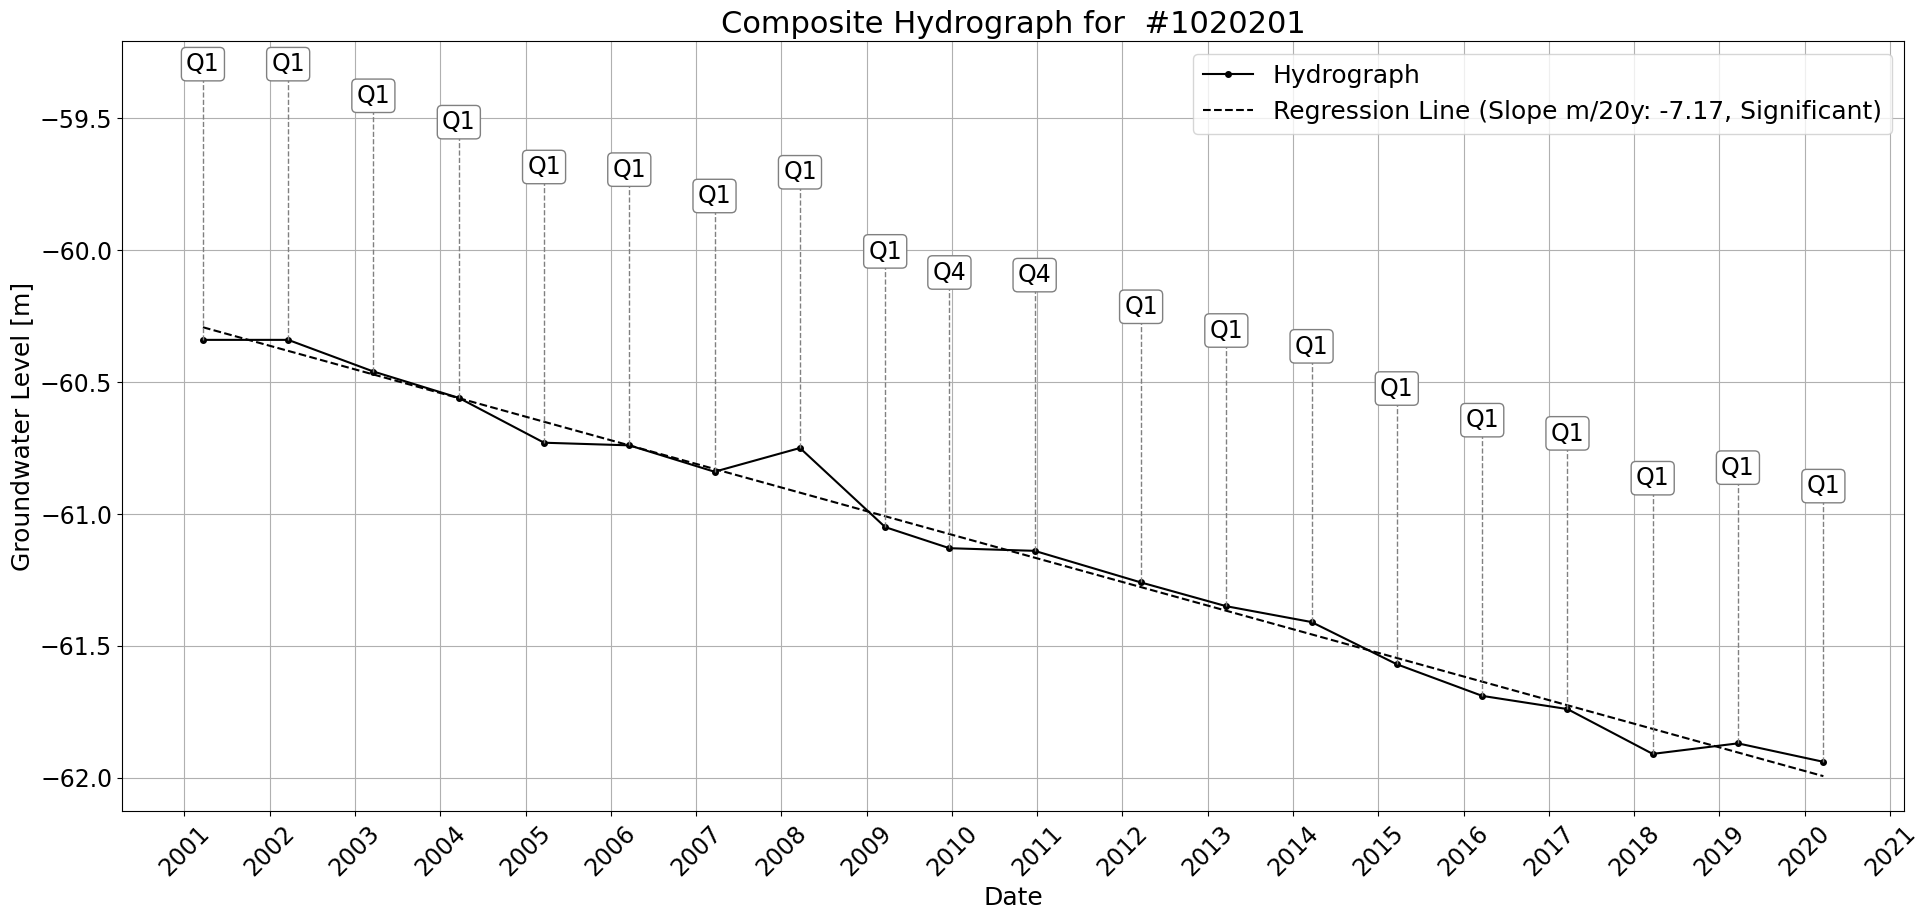 Composite Hydrograph for  #1020201
Hydrograph
Regression Line (Slope m/20y: -7.17, Significant)
Q1
Q1
Q1
Q1
Q1
Q1
Q1
Q1
Q1
Q4
Q4
Q1
Q1
Q1
Q1
Q1
Q1
Q1
Q1
Q1
Groundwater Level [m]
−59.5
−60.0
−60.5
−61.0
−61.5
−62.0
2001
2002
2003
2004
2005
2006
2007
2008
2009
2010
2011
2012
2013
2014
2015
2016
2017
2018
2019
2020
2021
Date